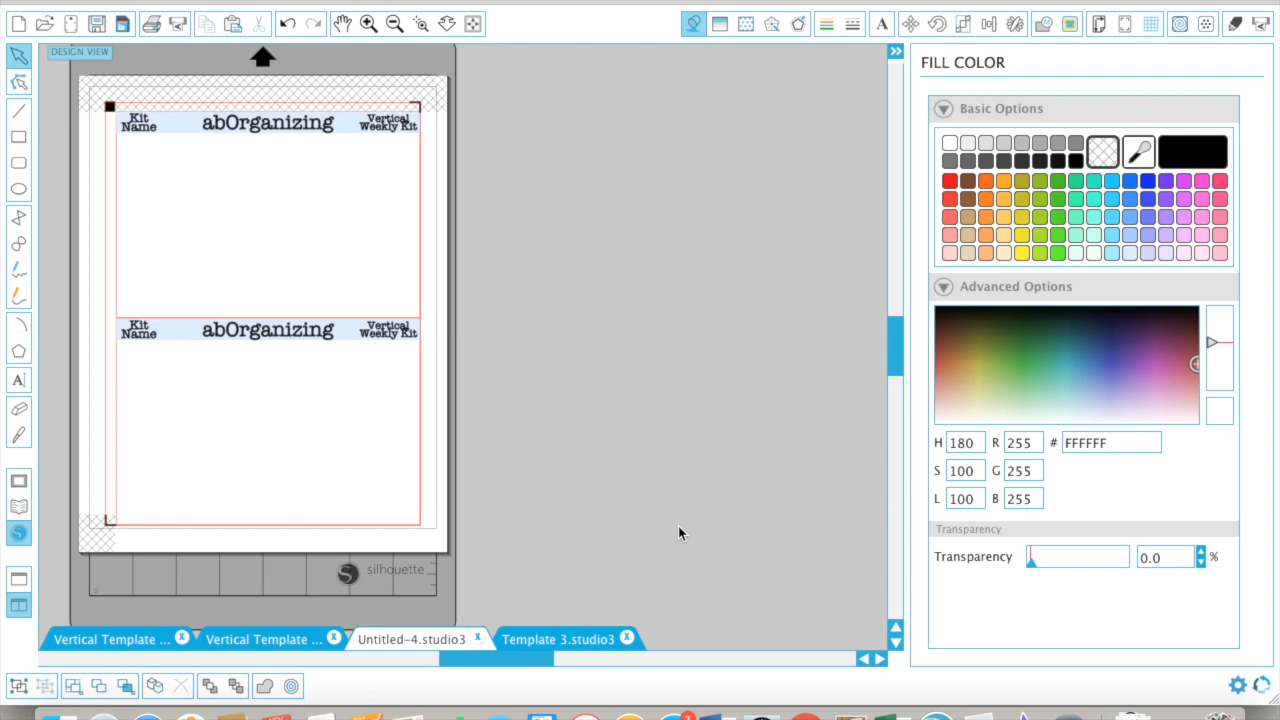 DESIGN VIEW
Kit Name
abOrganizing
Vertical Weekly Kit
Kit Name
abOrganizing
Vertical Weekly Kit
silhouette
Vertical Template ...
Vertical Template ...
Untitled-4.studio3
Template 3.studio3
FILL COLOR
Basic Options
Advanced Options
H 180 R 255 # FFFFFF
S 100 G 255
L 100 B 255
Transparency
Transparency 0.0 %